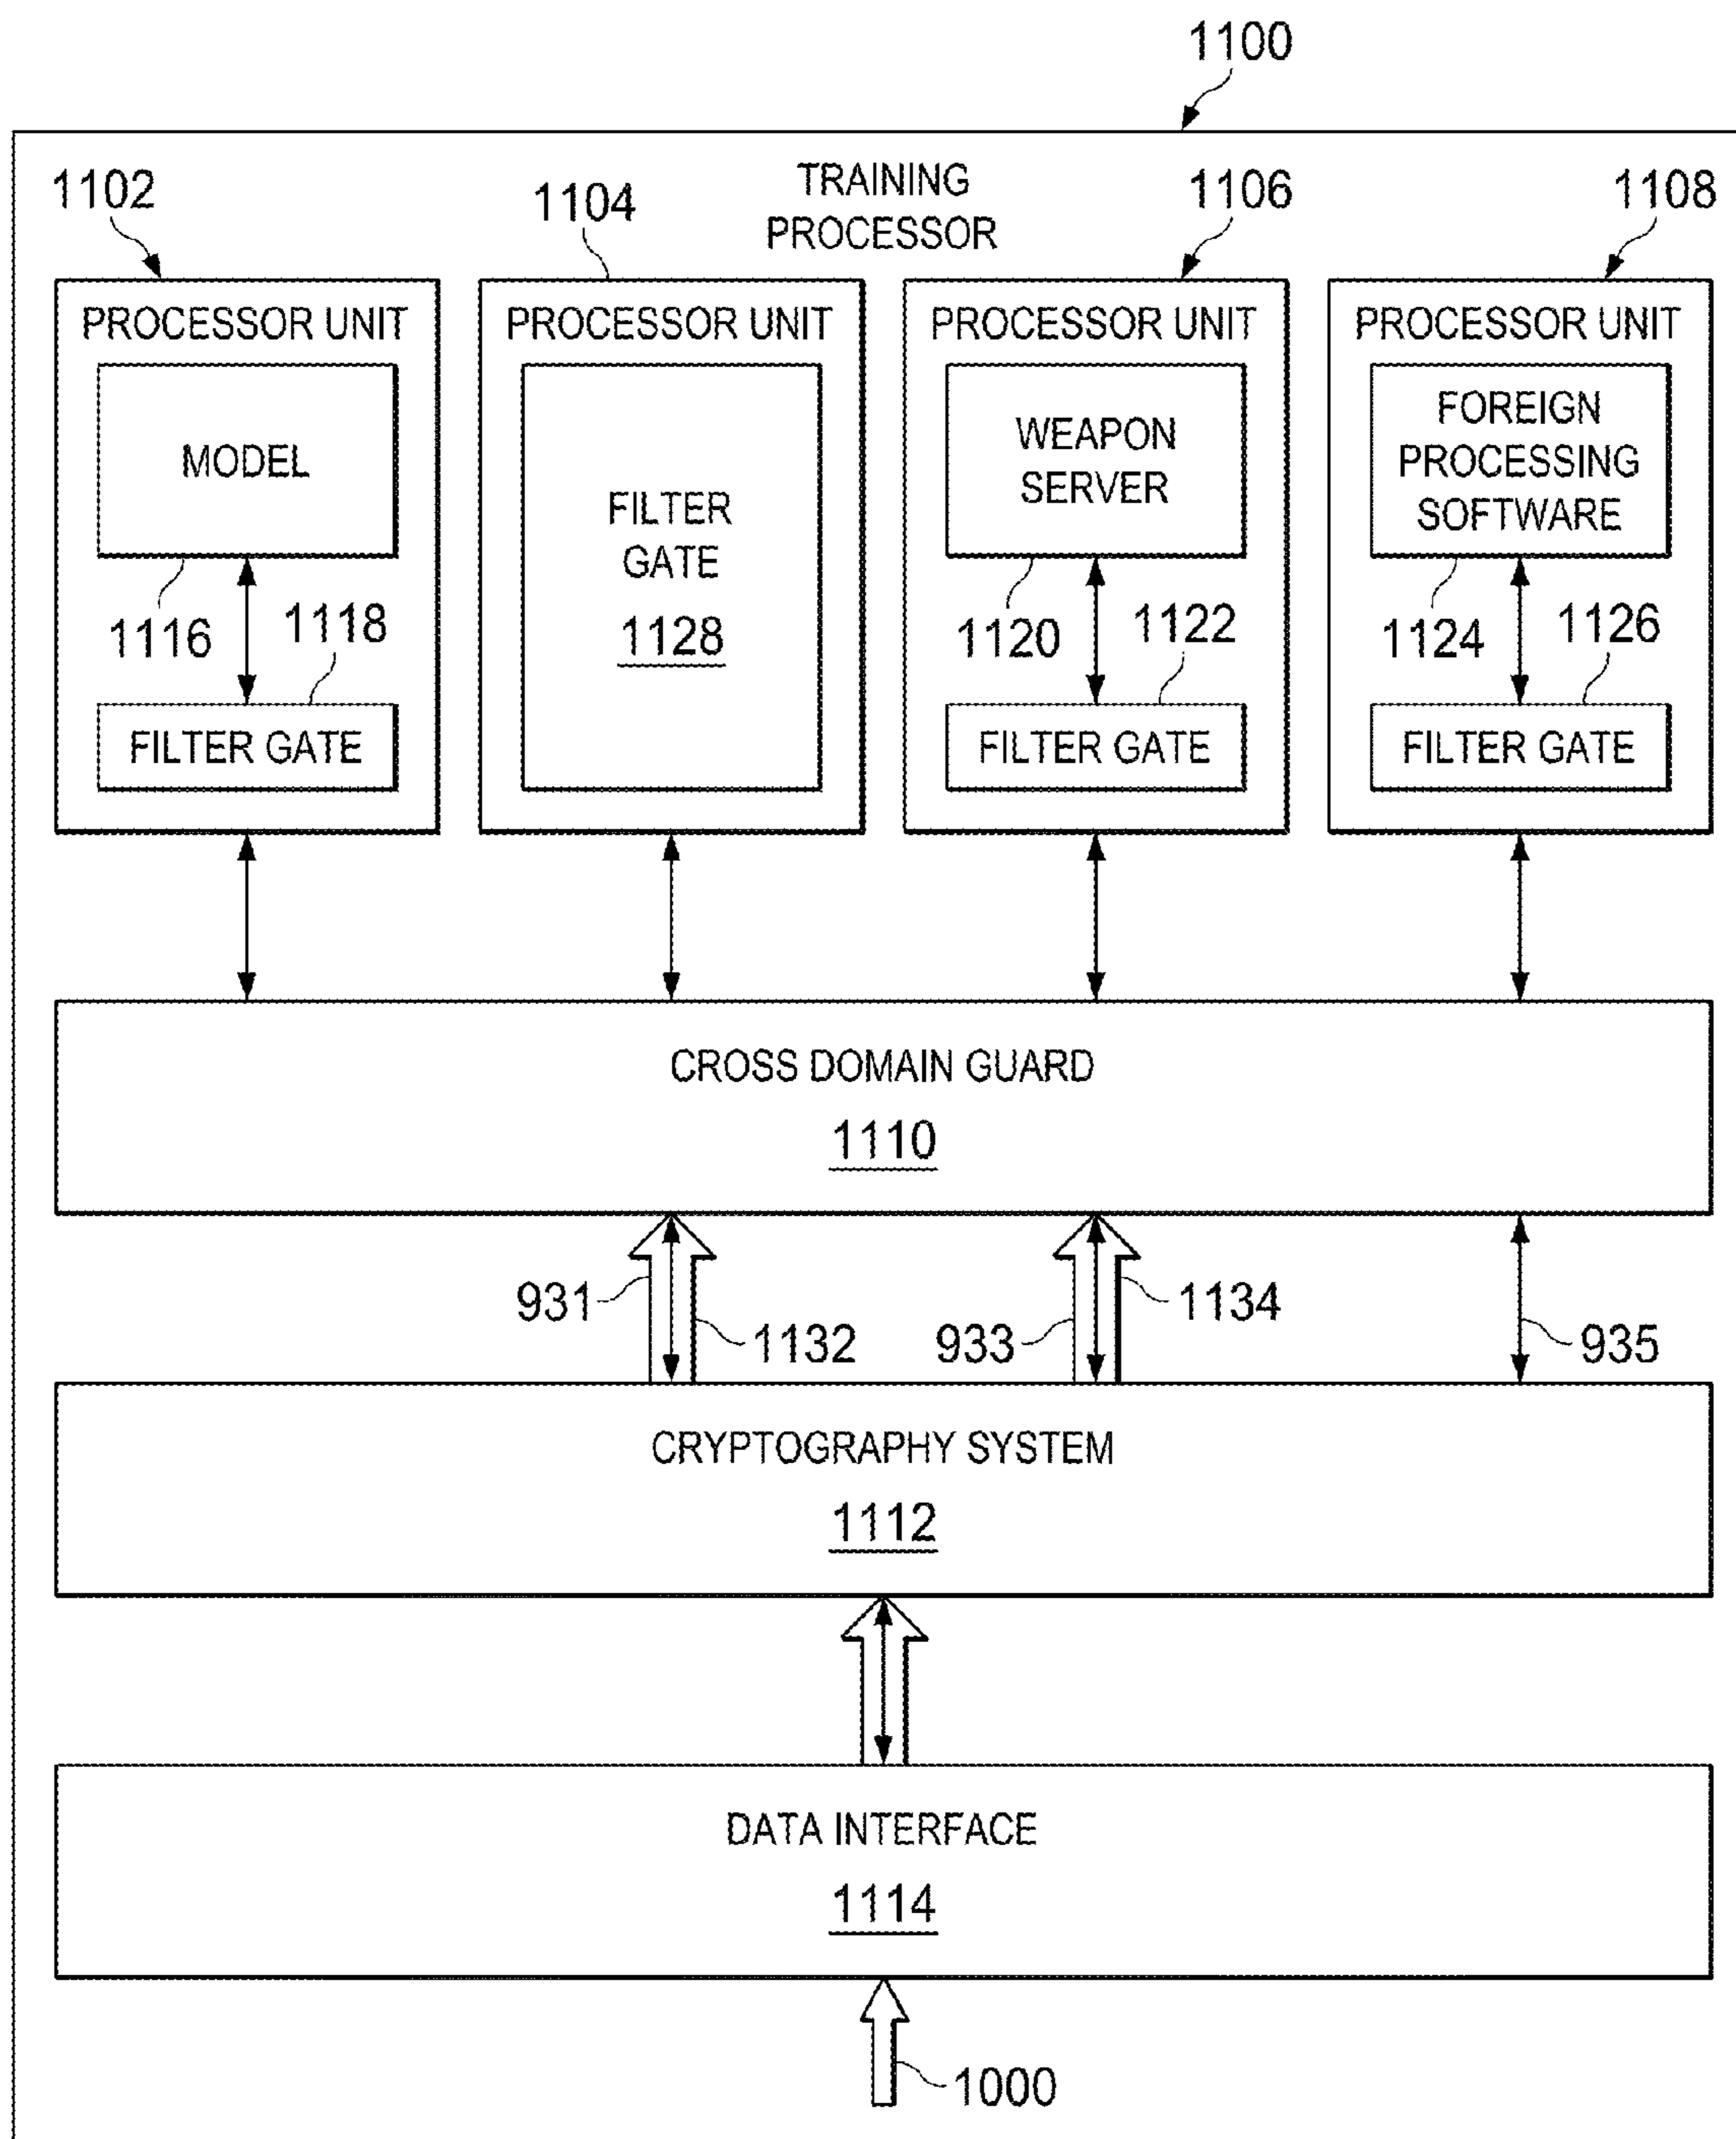 1100
TRAINING
PROCESSOR
1102
1104
1106
1108
PROCESSOR UNIT
MODEL
1116
1118
FILTER GATE
PROCESSOR UNIT
FILTER
GATE
1128
PROCESSOR UNIT
WEAPON
SERVER
1120
1122
FILTER GATE
PROCESSOR UNIT
FOREIGN
PROCESSING
SOFTWARE
1124
1126
FILTER GATE
CROSS DOMAIN GUARD
1110
931
1132
933
1134
935
CRYPTOGRAPHY SYSTEM
1112
DATA INTERFACE
1114
1000